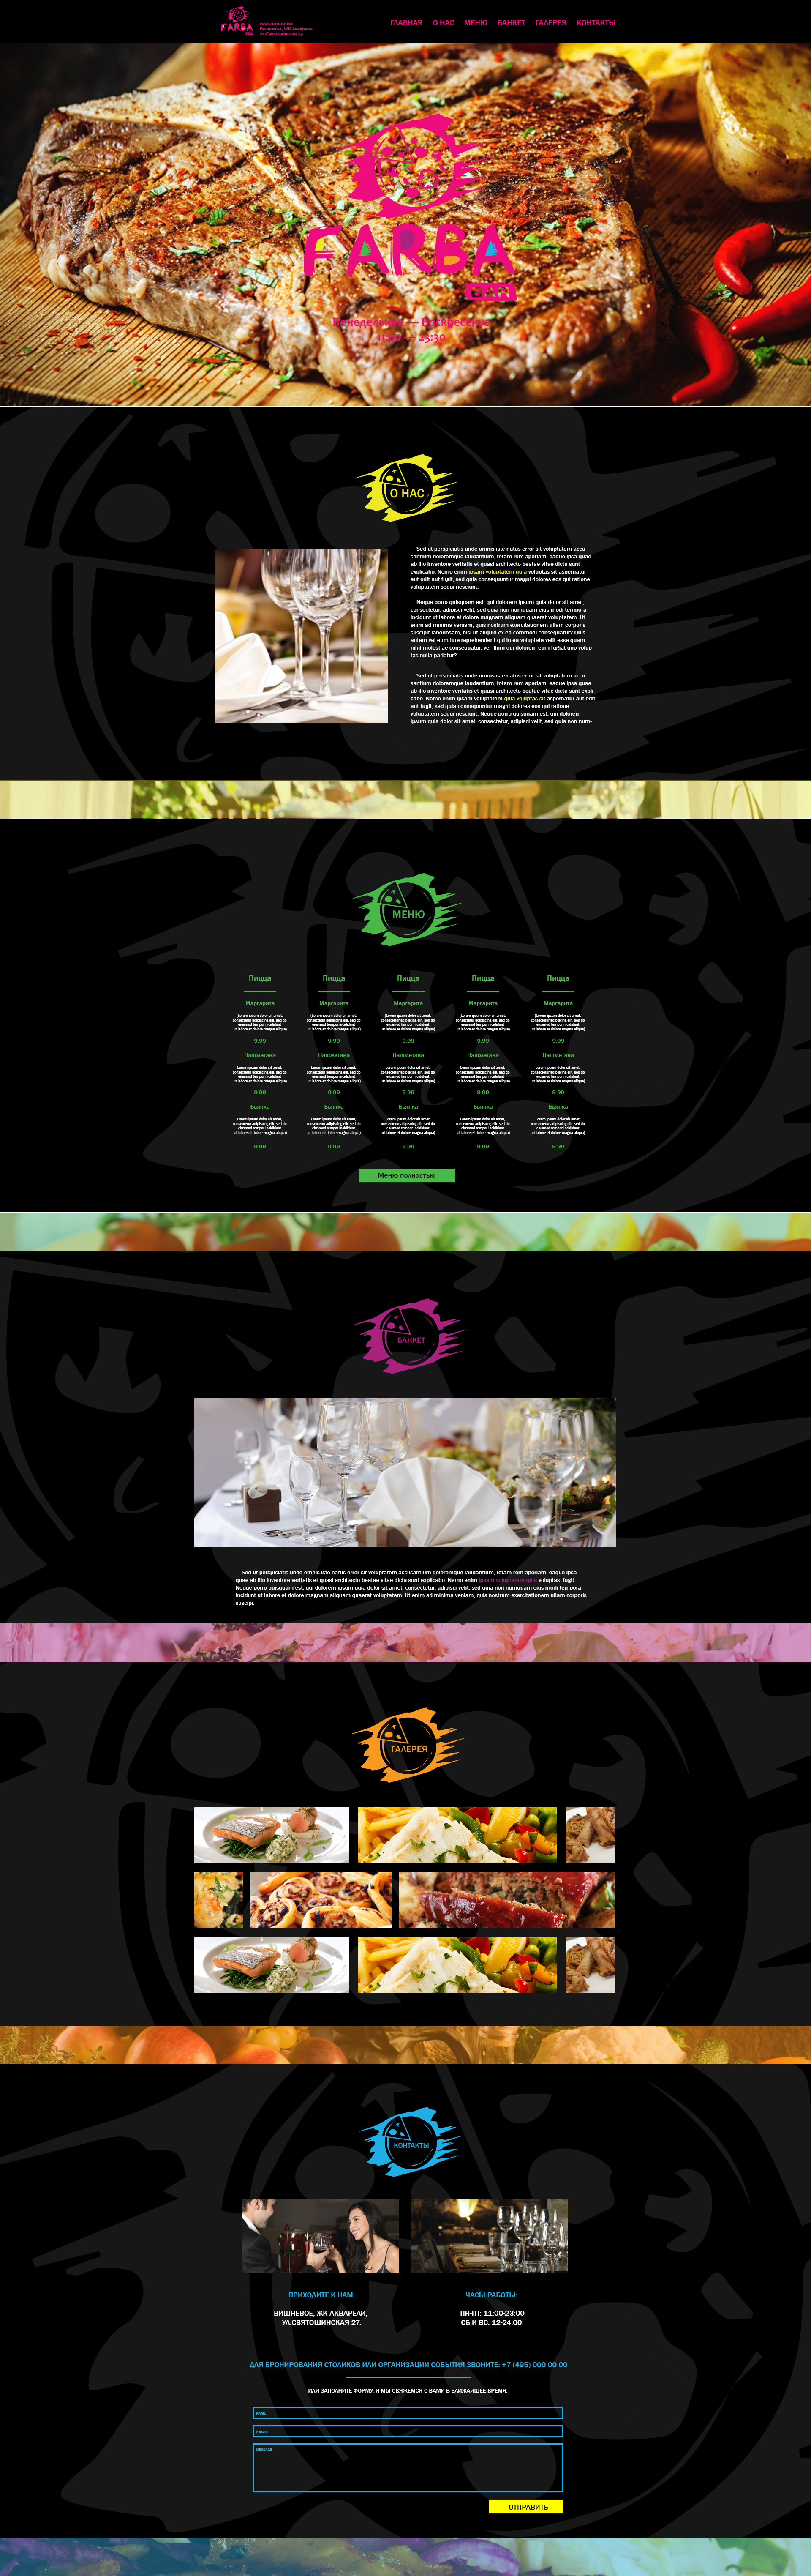 FARBA
BAR
Вишневое, ЖК Акварели
ул.Святошинская 27.
ГЛАВНАЯ О НАС МЕНЮ БАНКЕТ ГАЛЕРЕЯ КОНТАКТЫ
FARBA
BAR
Понедельник — Воскресенье
11:00 — 23:30
О НАС
Sed ut perspiciatis unde omnis iste natus error sit voluptatem accu-
santium doloremque laudantium, totam rem aperiam, eaque ipsa quae
ab illo inventore veritatis et quasi architecto beatae vitae dicta sunt
explicabo. Nemo enim ipsam voluptatem quia voluptas sit aspernatur
aut odit aut fugit, sed quia consequuntur magni dolores eos qui ratione
voluptatem sequi nesciunt.
Neque porro quisquam est, qui dolorem ipsum quia dolor sit amet,
consectetur, adipisci velit, sed quia non numquam eius modi tempora
incidunt ut labore et dolore magnam aliquam quaerat voluptatem. Ut
enim ad minima veniam, quis nostrum exercitationem ullam corporis
suscipit laboriosam, nisi ut aliquid ex ea commodi consequatur? Quis
autem vel eum iure reprehenderit qui in ea voluptate velit esse quam
nihil molestiae consequatur, vel illum qui dolorem eum fugiat quo volup-
tas nulla pariatur?
Sed ut perspiciatis unde omnis iste natus error sit voluptatem accu-
santium doloremque laudantium, totam rem aperiam, eaque ipsa quae
ab illo inventore veritatis et quasi architecto beatae vitae dicta sunt expli-
cabo. Nemo enim ipsam voluptatem quia voluptas sit aspernatur aut odit
aut fugit, sed quia consequuntur magni dolores eos qui ratione
voluptatem sequi nesciunt. Neque porro quisquam est, qui dolorem
ipsum quia dolor sit amet, consectetur, adipisci velit, sed quia non num-
МЕНЮ
Пицца Пицца Пицца Пицца Пицца
Маргарита Маргарита Маргарита Маргарита Маргарита
(Lorem ipsum dolor sit amet, (Lorem ipsum dolor sit amet, (Lorem ipsum dolor sit amet, (Lorem ipsum dolor sit amet, (Lorem ipsum dolor sit amet,
consectetur adipiscing elit, sed do consectetur adipiscing elit, sed do consectetur adipiscing elit, sed do consectetur adipiscing elit, sed do consectetur adipiscing elit, sed do
eiusmod tempor incididunt eiusmod tempor incididunt eiusmod tempor incididunt eiusmod tempor incididunt eiusmod tempor incididunt
ut labore et dolore magna aliqua) ut labore et dolore magna aliqua) ut labore et dolore magna aliqua) ut labore et dolore magna aliqua) ut labore et dolore magna aliqua)
9.99 9.99 9.99 9.99 9.99
Наполетана Наполетана Наполетана Наполетана Наполетана
Lorem ipsum dolor sit amet, Lorem ipsum dolor sit amet, Lorem ipsum dolor sit amet, Lorem ipsum dolor sit amet, Lorem ipsum dolor sit amet,
consectetur adipiscing elit, sed do consectetur adipiscing elit, sed do consectetur adipiscing elit, sed do consectetur adipiscing elit, sed do consectetur adipiscing elit, sed do
eiusmod tempor incididunt eiusmod tempor incididunt eiusmod tempor incididunt eiusmod tempor incididunt eiusmod tempor incididunt
ut labore et dolore magna aliqua) ut labore et dolore magna aliqua) ut labore et dolore magna aliqua) ut labore et dolore magna aliqua) ut labore et dolore magna aliqua)
9.99 9.99 9.99 9.99 9.99
Бьянка Бьянка Бьянка Бьянка Бьянка
Lorem ipsum dolor sit amet, Lorem ipsum dolor sit amet, Lorem ipsum dolor sit amet, Lorem ipsum dolor sit amet, Lorem ipsum dolor sit amet,
consectetur adipiscing elit, sed do consectetur adipiscing elit, sed do consectetur adipiscing elit, sed do consectetur adipiscing elit, sed do consectetur adipiscing elit, sed do
eiusmod tempor incididunt eiusmod tempor incididunt eiusmod tempor incididunt eiusmod tempor incididunt eiusmod tempor incididunt
ut labore et dolore magna aliqua) ut labore et dolore magna aliqua) ut labore et dolore magna aliqua) ut labore et dolore magna aliqua) ut labore et dolore magna aliqua)
9.99 9.99 9.99 9.99 9.99
Меню полностью
БАНКЕТ
Sed ut perspiciatis unde omnis iste natus error sit voluptatem accusantium doloremque laudantium, totam rem aperiam, eaque ipsa
quae ab illo inventore veritatis et quasi architecto beatae vitae dicta sunt explicabo. Nemo enim ipsam voluptatem quia voluptas fugit
Neque porro quisquam est, qui dolorem ipsum quia dolor sit amet, consectetur, adipisci velit, sed quia non numquam eius modi tempora
incidunt ut labore et dolore magnam aliquam quaerat voluptatem. Ut enim ad minima veniam, quis nostrum exercitationem ullam corporis
suscipi.
ГАЛЕРЕЯ
КОНТАКТЫ
ПРИХОДИТЕ К НАМ: ЧАСЫ РАБОТЫ:
ВИШНЕВОЕ, ЖК АКВАРЕЛИ, ПН-ПТ: 11:00-23:00
УЛ.СВЯТОШИНСКАЯ 27. СБ И ВС: 12-24:00
ДЛЯ БРОНИРОВАНИЯ СТОЛИКОВ ИЛИ ОРГАНИЗАЦИИ СОБЫТИЯ ЗВОНИТЕ: +7 (495) 000 00 00
ИЛИ ЗАПОЛНИТЕ ФОРМУ, И МЫ СВЯЖЕМСЯ С ВАМИ В БЛИЖАЙШЕЕ ВРЕМЯ:
NAME
E-MAIL
MESSAGE
ОТПРАВИТЬ